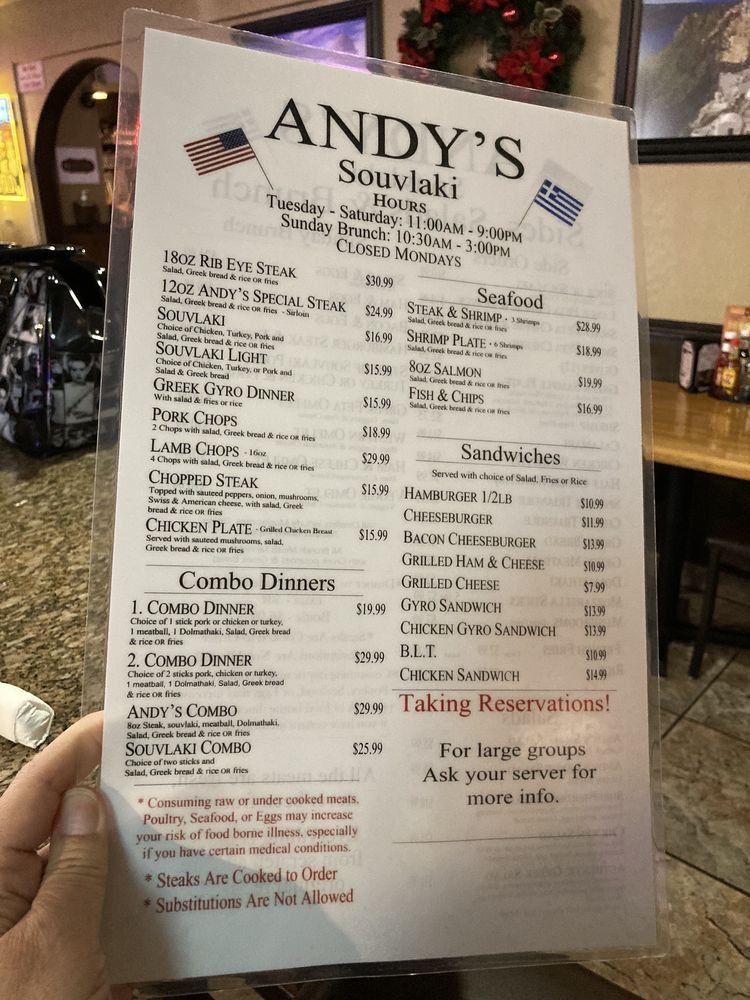 ANDY'S
Souvlaki
HOURS
Tuesday - Saturday: 11:00AM - 9:00PM
Sunday Brunch: 10:30AM - 3:00PM
CLOSED MONDAYS
18OZ RIB EYE STEAK $30.99
Salad, Greek bread & rice OR fries
12OZ ANDY'S SPECIAL STEAK $24.99
Salad, Greek bread & rice OR fries - Sirloin
SOUVLAKI $16.99
Choice of Chicken, Turkey, Pork and
Salad, Greek bread & rice OR fries
SOUVLAKI LIGHT $15.99
Choice of Chicken, Turkey, or Pork and
Salad & Greek bread
GREEK GYRO DINNER $15.99
With salad & fries or rice
PORK CHOPS $18.99
2 Chops with salad, Greek bread & rice OR fries
LAMB CHOPS - 16oz $29.99
4 Chops with salad, Greek bread & rice OR fries
CHOPPED STEAK $15.99
Topped with sauteed peppers, onion, mushrooms,
Swiss & American cheese, with salad, Greek
bread & rice OR fries
CHICKEN PLATE - Grilled Chicken Breast $15.99
Served with sauteed mushrooms, salad,
Greek bread & rice OR fries
Combo Dinners
1. COMBO DINNER $19.99
Choice of 1 stick pork or chicken or turkey,
1 meatball, 1 Dolmathaki, Salad, Greek bread
& rice OR fries
2. COMBO DINNER $29.99
Choice of 2 sticks pork, chicken or turkey,
1 meatball, 1 Dolmathaki, Salad, Greek bread
& rice OR fries
ANDY'S COMBO $29.99
8oz Steak, souvlaki, meatball, Dolmathaki.
Salad, Greek bread & rice OR fries
SOUVLAKI COMBO $25.99
Choice of two sticks and
Salad, Greek bread & rice OR fries
* Consuming raw or under cooked meats,
Poultry, Seafood, or Eggs may increase
your risk of food borne illness, especially
if you have certain medical conditions.
* Steaks Are Cooked to Order
* Substitutions Are Not Allowed
Seafood
STEAK & SHRIMP • 3 Shrimps $28.99
Salad, Greek bread & rice OR fries
SHRIMP PLATE • 6 Shrimps $18.99
Salad, Greek bread & rice OR fries
8OZ SALMON $19.99
Salad, Greek bread & rice OR fries
FISH & CHIPS $16.99
Salad, Greek bread & rice OR fries
Sandwiches
Served with choice of Salad, Fries or Rice
HAMBURGER 1/2LB $10.99
CHEESEBURGER $11.99
BACON CHEESEBURGER $13.99
GRILLED HAM & CHEESE $10.99
GRILLED CHEESE $7.99
GYRO SANDWICH $13.99
CHICKEN GYRO SANDWICH $13.99
B.L.T. $10.99
CHICKEN SANDWICH $14.99
Taking Reservations!
For large groups
Ask your server for
more info.